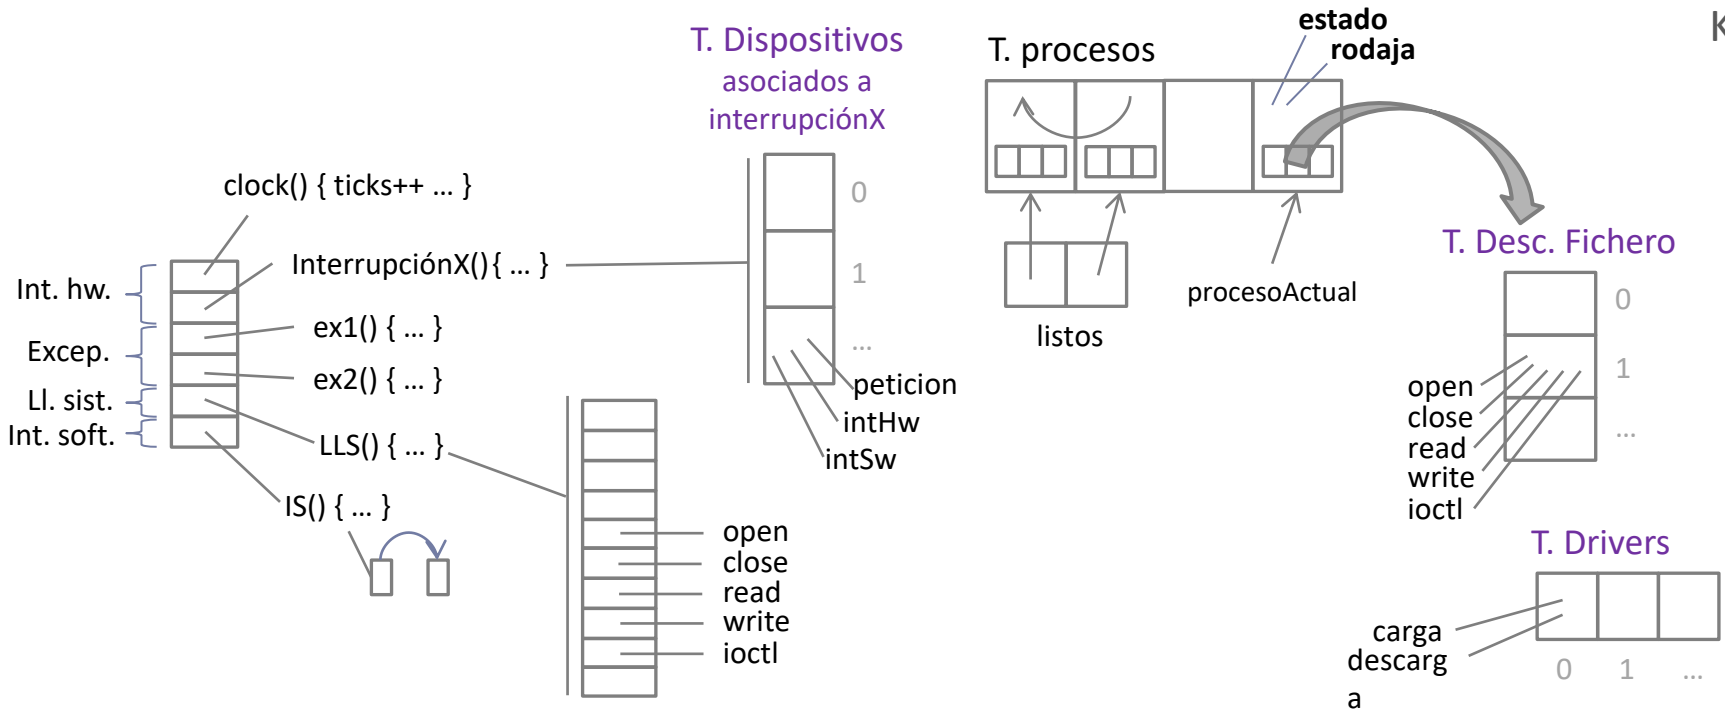 K
T. Dispositivos
asociados a
interrupciónX
0
1
...
peticion
intHw
intSw
T. procesos
estado
rodaja
listos
procesoActual
clock() { ticks++ ... }
InterrupciónX(){ ... }
ex1() { ... }
ex2() { ... }
LLS() { ... }
IS() { ... }
Int. hw.
Excep.
Ll. sist.
Int. soft.
open
close
read
write
ioctl
T. Desc. Fichero
0
1
...
open
close
read
write
ioctl
T. Drivers
carga
descarg
a
0 1 ...